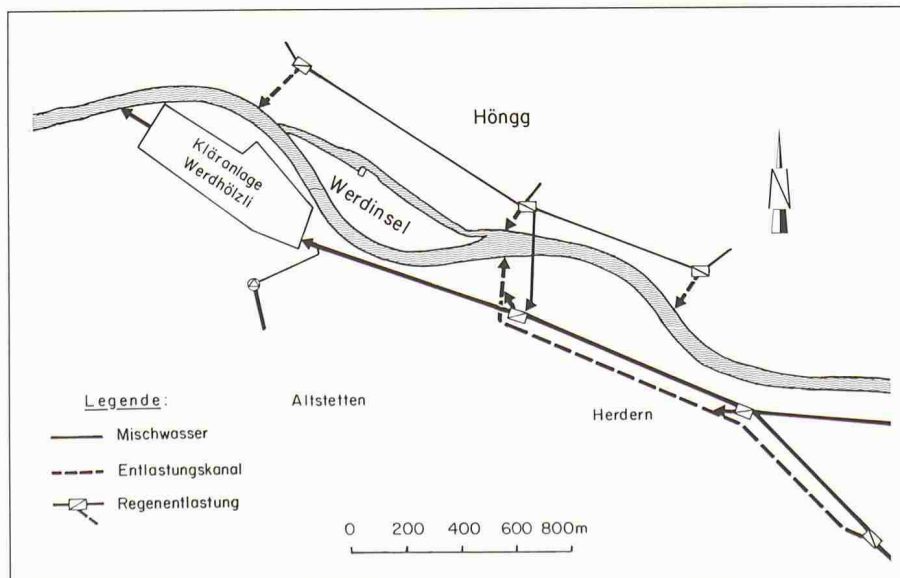 Höngg
Kläranlage
Werdhölzli
Werdinsel
N
Altstetten
Herdern
Legende:
Mischwasser
Entlastungskanal
Regenentlastung
0 200 400 600 800m